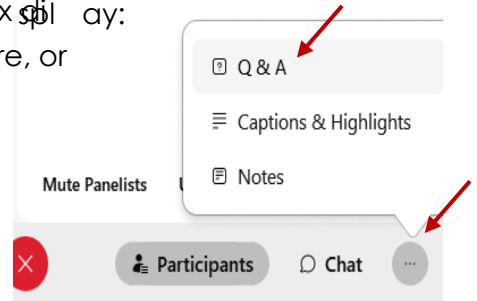 ay:
re, or
Q & A
Captions & Highlights
Notes
Mute Panelists
Participants
Chat